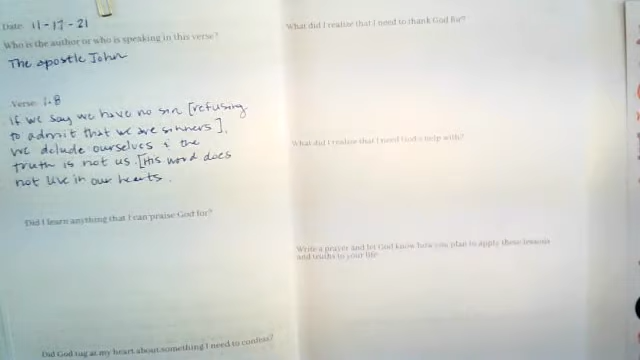 Date: 11-17-21
Who is the author or who is speaking in this verse?
The apostle John
Verse: 1.8
If we say we have no sin [refusing
to admit that we are sinners],
we delude ourselves & the
truth is not us [His word does
not live in our hearts.
Did I learn anything that I can praise God for?
Did God tug at my heart about something I need to confess?
What did I realize that I need to thank God for?
What did I realize that I need God's help with?
Write a prayer and let God know how you plan to apply these lessons
and truths to your life.